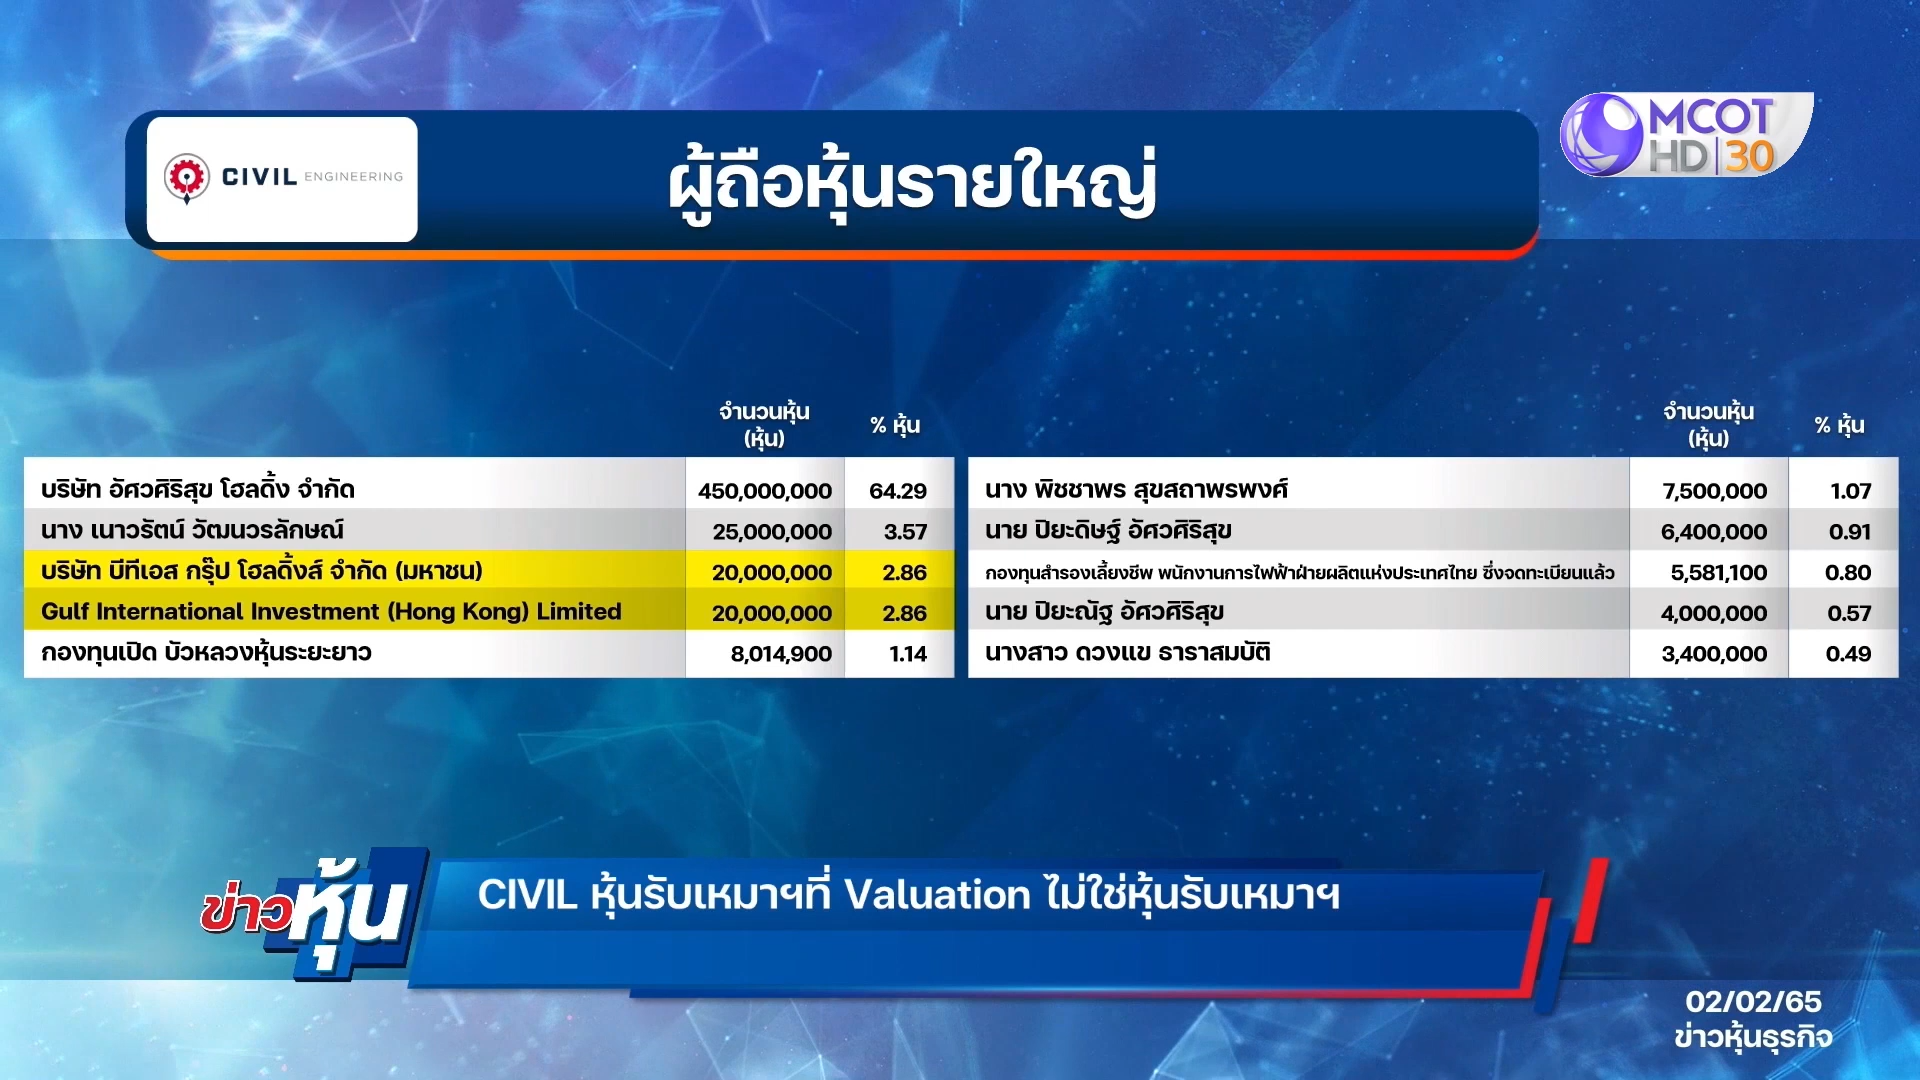 CIVIL ENGINEERING
ผู้ถือหุ้นรายใหญ่
MCOT
HD 30
จำนวนหุ้น
(หุ้น)
% หุ้น
บริษัท อัศวศิริสุข โฮลดิ้ง จำกัด 450,000,000 64.29
นาง เนาวรัตน์ วัฒนวรลักษณ์ 25,000,000 3.57
บริษัท บีทีเอส กรุ๊ป โฮลดิ้งส์ จำกัด (มหาชน) 20,000,000 2.86
Gulf International Investment (Hong Kong) Limited 20,000,000 2.86
กองทุนเปิด บัวหลวงหุ้นระยะยาว 8,014,900 1.14
จำนวนหุ้น
(หุ้น)
% หุ้น
นาง พิชชาพร สุขสถาพรพงศ์ 7,500,000 1.07
นาย ปิยะดิษฐ์ อัศวศิริสุข 6,400,000 0.91
กองทุนสำรองเลี้ยงชีพ พนักงานการไฟฟ้าฝ่ายผลิตแห่งประเทศไทย ซึ่งจดทะเบียนแล้ว 5,581,100 0.80
นาย ปิยะณัฐ อัศวศิริสุข 4,000,000 0.57
นางสาว ดวงแข ธาราสมบัติ 3,400,000 0.49
ข่าวหุ้น
CIVIL หุ้นรับเหมาฯที่ Valuation ไม่ใช่หุ้นรับเหมาฯ
02/02/65
ข่าวหุ้นธุรกิจ